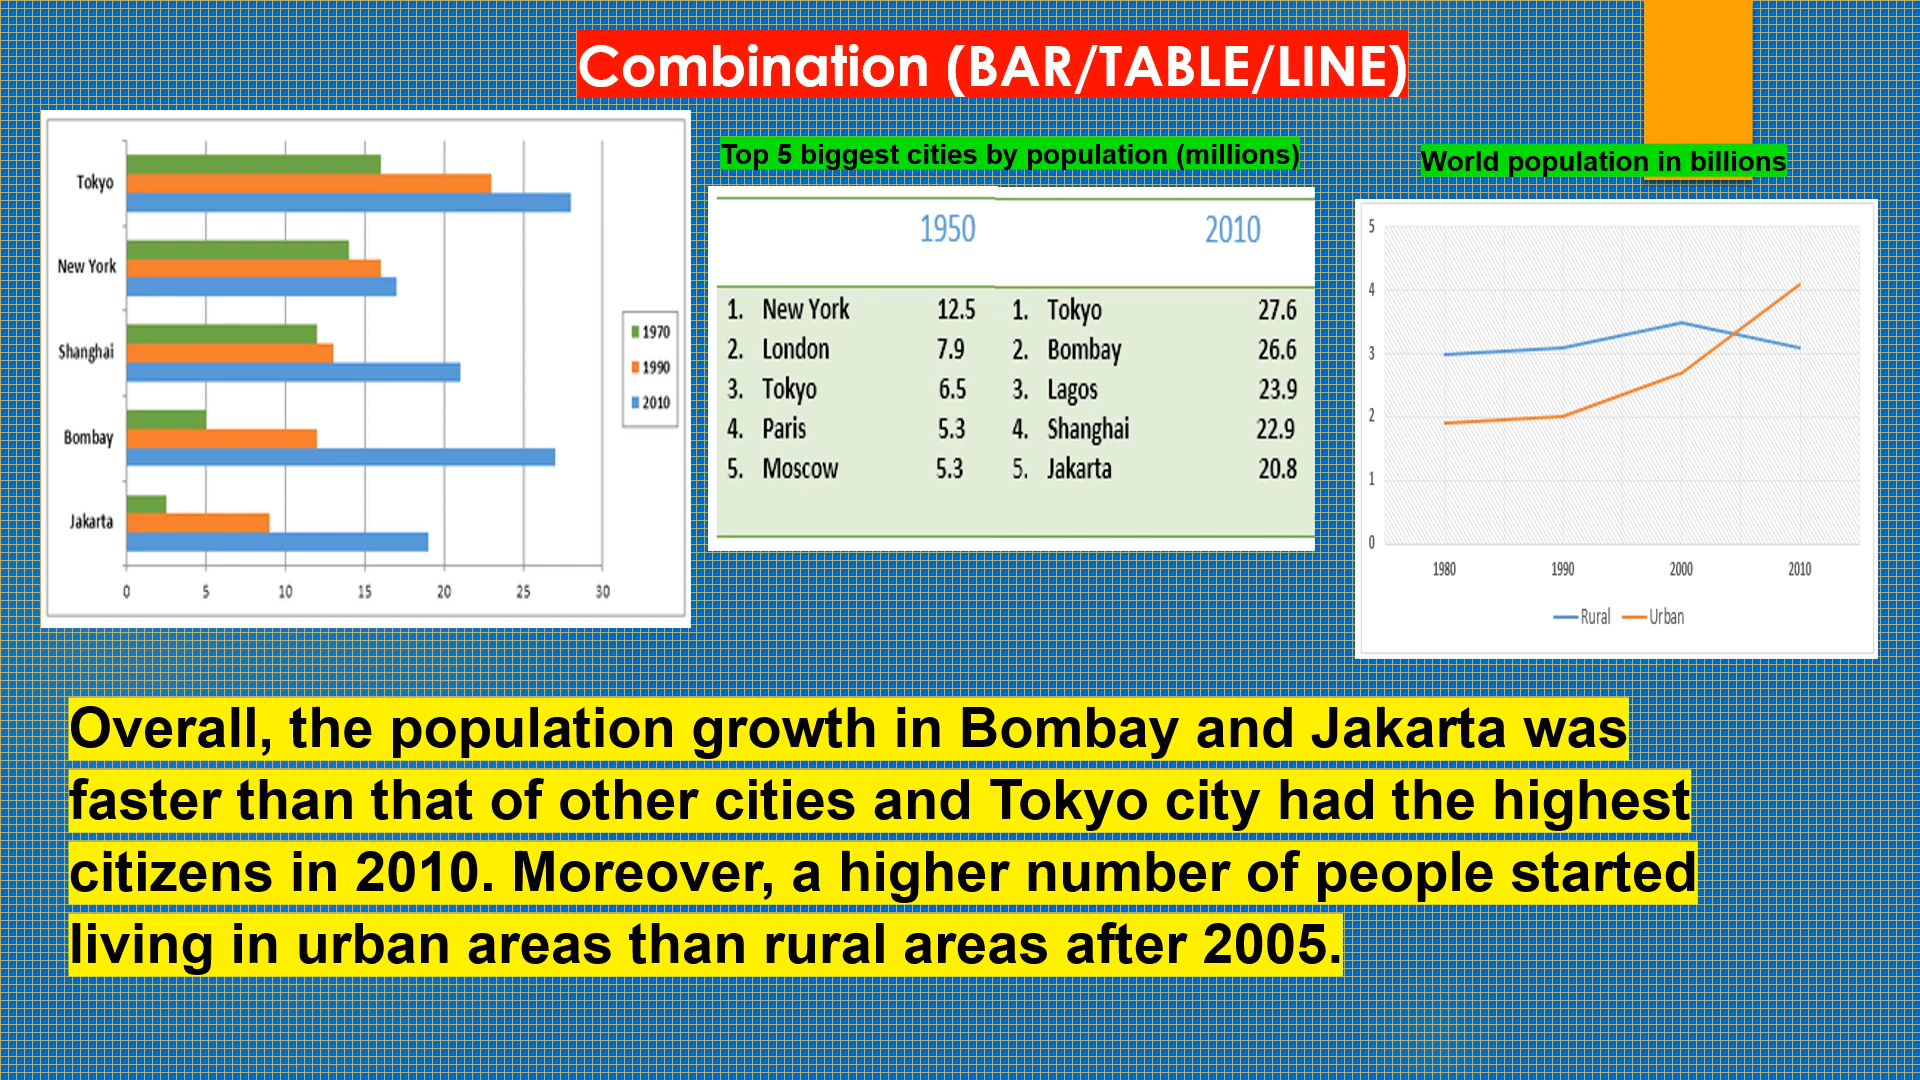 Combination (BAR/TABLE/LINE)
Tokyo
New York
Shanghai
Bombay
Jakarta
0 5 10 15 20 25 30
1970
1990
2010
Top 5 biggest cities by population (millions)
1950 2010
1. New York 12.5 1. Tokyo 27.6
2. London 7.9 2. Bombay 26.6
3. Tokyo 6.5 3. Lagos 23.9
4. Paris 5.3 4. Shanghai 22.9
5. Moscow 5.3 5. Jakarta 20.8
World population in billions
5
4
3
2
1
0
1980 1990 2000 2010
Rural Urban
Overall, the population growth in Bombay and Jakarta was
faster than that of other cities and Tokyo city had the highest
citizens in 2010. Moreover, a higher number of people started
living in urban areas than rural areas after 2005.